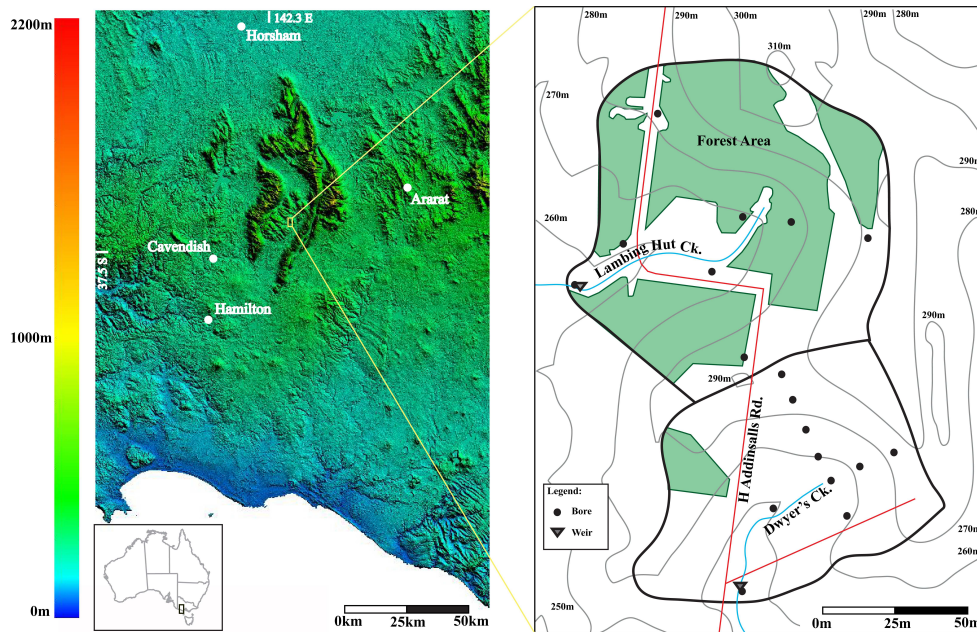 2200m
1000m
0m
142.3 E
Horsham
Ararat
Cavendish
37.5 S
Hamilton
0km
25km
50km
280m
290m
300m
290m
280m
310m
270m
Forest Area
290m
260m
280m
Lambing Hut Ck.
290m
290m
H Addinsalls Rd.
Dwyer's Ck.
Legend:
Bore
Weir
270m
260m
250m
0km
25km
50m